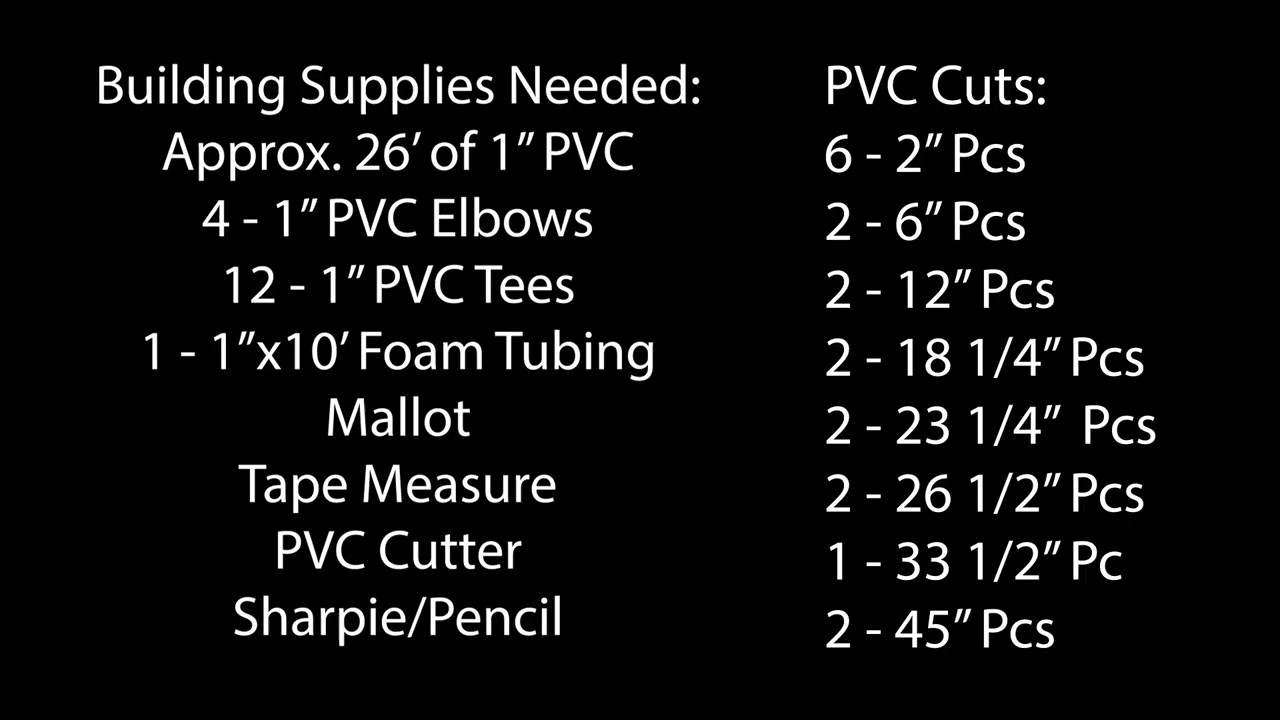 Building Supplies Needed:
Approx. 26’ of 1” PVC
4 - 1” PVC Elbows
12 - 1” PVC Tees
1 - 1”x10’ Foam Tubing
Mallot
Tape Measure
PVC Cutter
Sharpie/Pencil
PVC Cuts:
6 - 2” Pcs
2 - 6” Pcs
2 - 12” Pcs
2 - 18 1/4” Pcs
2 - 23 1/4” Pcs
2 - 26 1/2” Pcs
1 - 33 1/2” Pc
2 - 45” Pcs